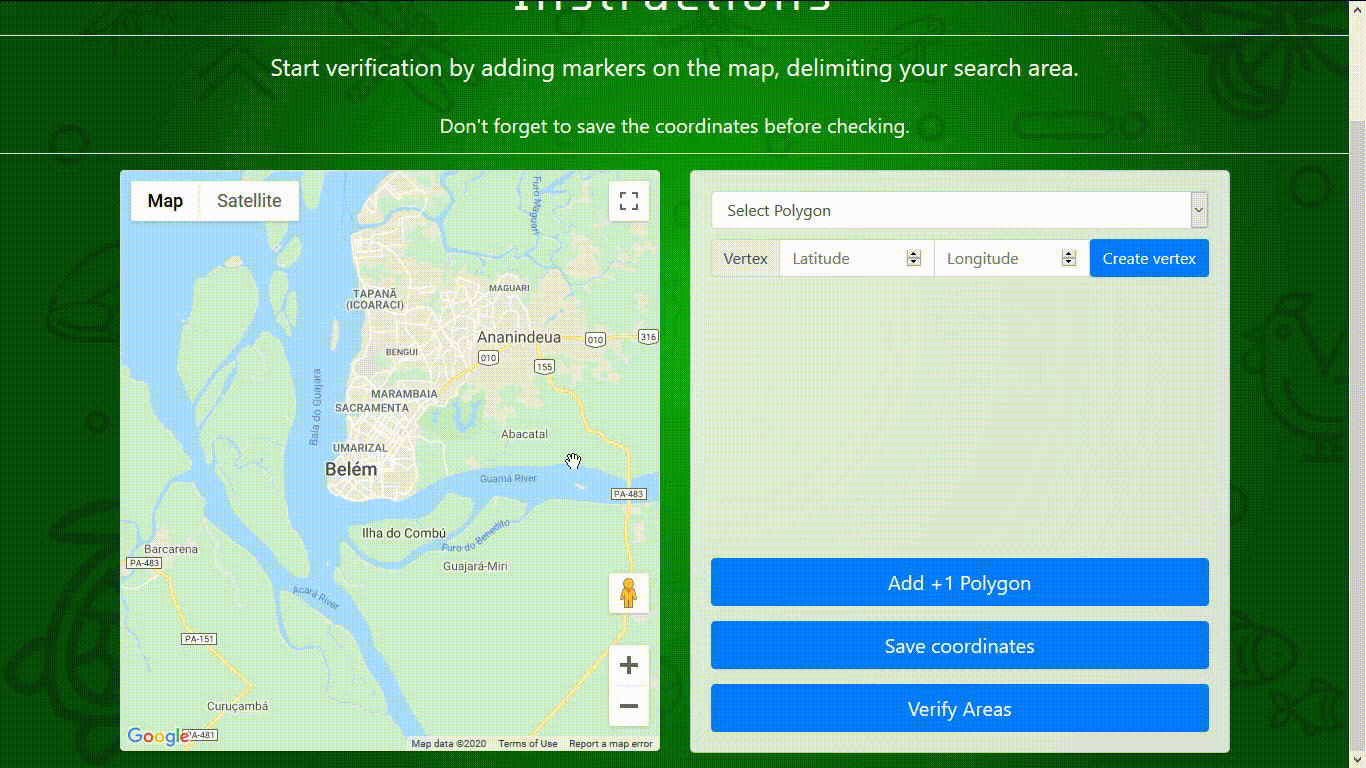 Instructions
Start verification by adding markers on the map, delimiting your search area.
Don't forget to save the coordinates before checking.
Map Satellite
Furo Maguari
TAPANÃ
(ICOARACI)
MAGUARI
Ananindeua
010
316
BENGUI
010
155
MARAMBAIA
SACRAMENTA
Baía do Guajará
Abacatal
UMARIZAL
Belém
Guamá River
PA-483
Ilha do Combú
Furo do Benedito
Barcarena
PA-483
Guajará-Miri
Acará River
PA-151
Curuçambá
Google
PA-481
Map data ©2020 Terms of Use Report a map error
Select Polygon
Vertex Latitude Longitude Create vertex
Add +1 Polygon
Save coordinates
Verify Areas